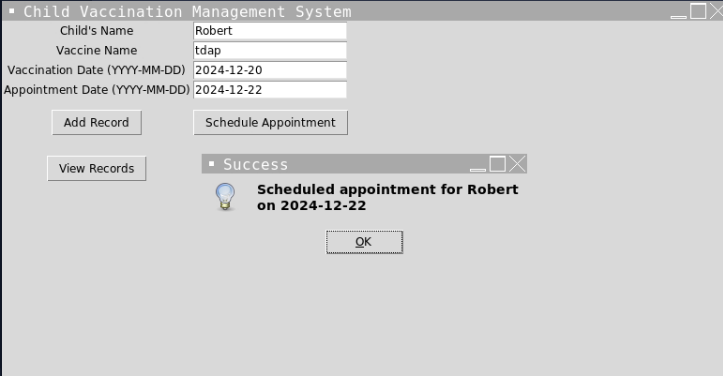 Child Vaccination Management System
Child's Name Robert
Vaccine Name tdap
Vaccination Date (YYYY-MM-DD) 2024-12-20
Appointment Date (YYYY-MM-DD) 2024-12-22
Add Record Schedule Appointment
View Records
Success
Scheduled appointment for Robert
on 2024-12-22
OK